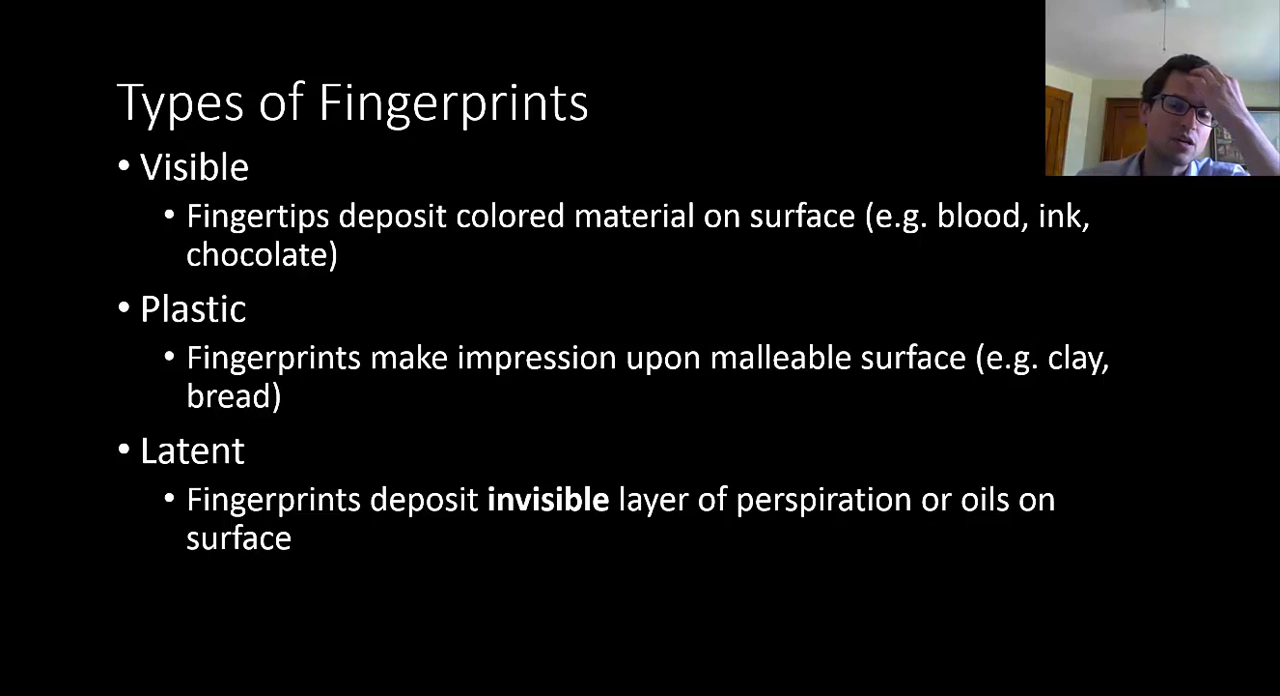 Types of Fingerprints
• Visible
• Fingertips deposit colored material on surface (e.g. blood, ink,
chocolate)
• Plastic
• Fingerprints make impression upon malleable surface (e.g. clay,
bread)
• Latent
• Fingerprints deposit invisible layer of perspiration or oils on
surface